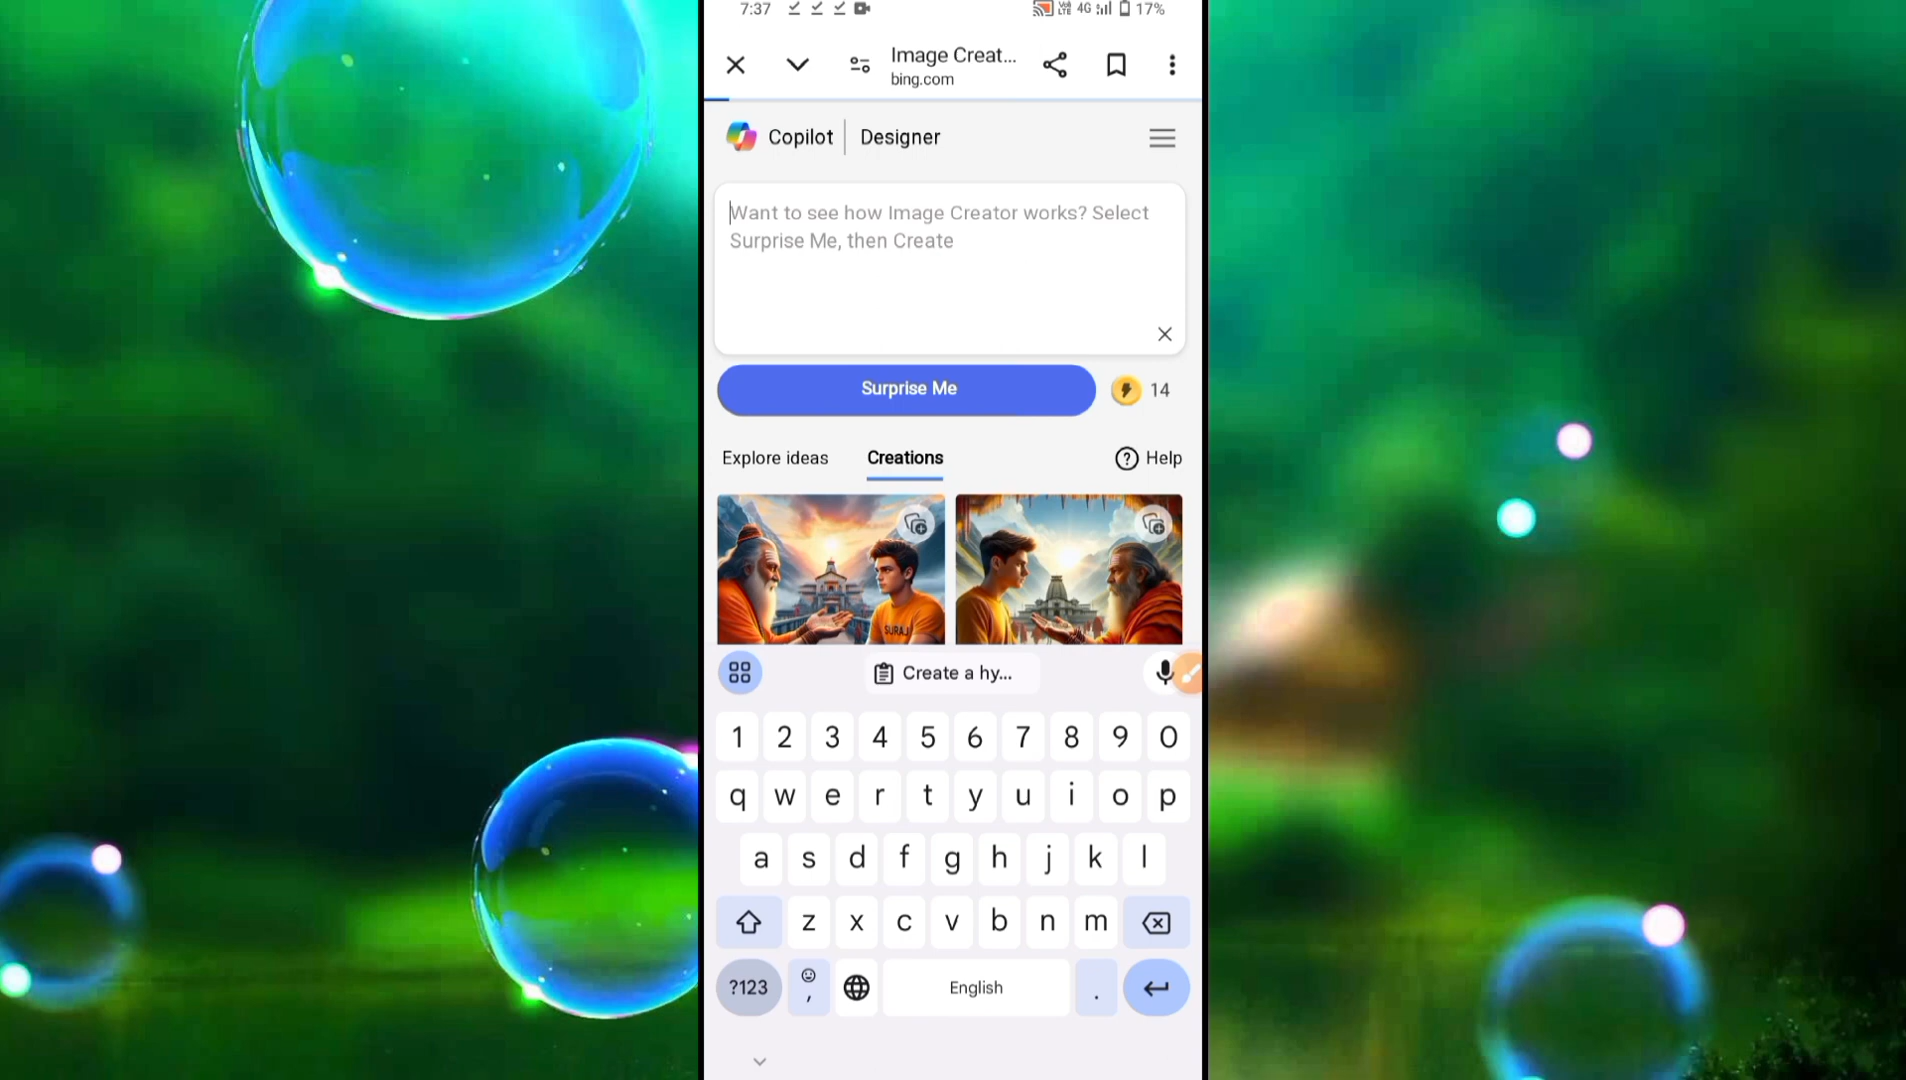 7:37
4G
17%
Image Creat...
bing.com
Copilot
Designer
Want to see how Image Creator works? Select
Surprise Me, then Create
Surprise Me
14
Explore ideas
Creations
Help
SURAJ
Create a hy...
1 2 3 4 5 6 7 8 9 0
q w e r t y u i o p
a s d f g h j k l
z x c v b n m
?123
,
English
.